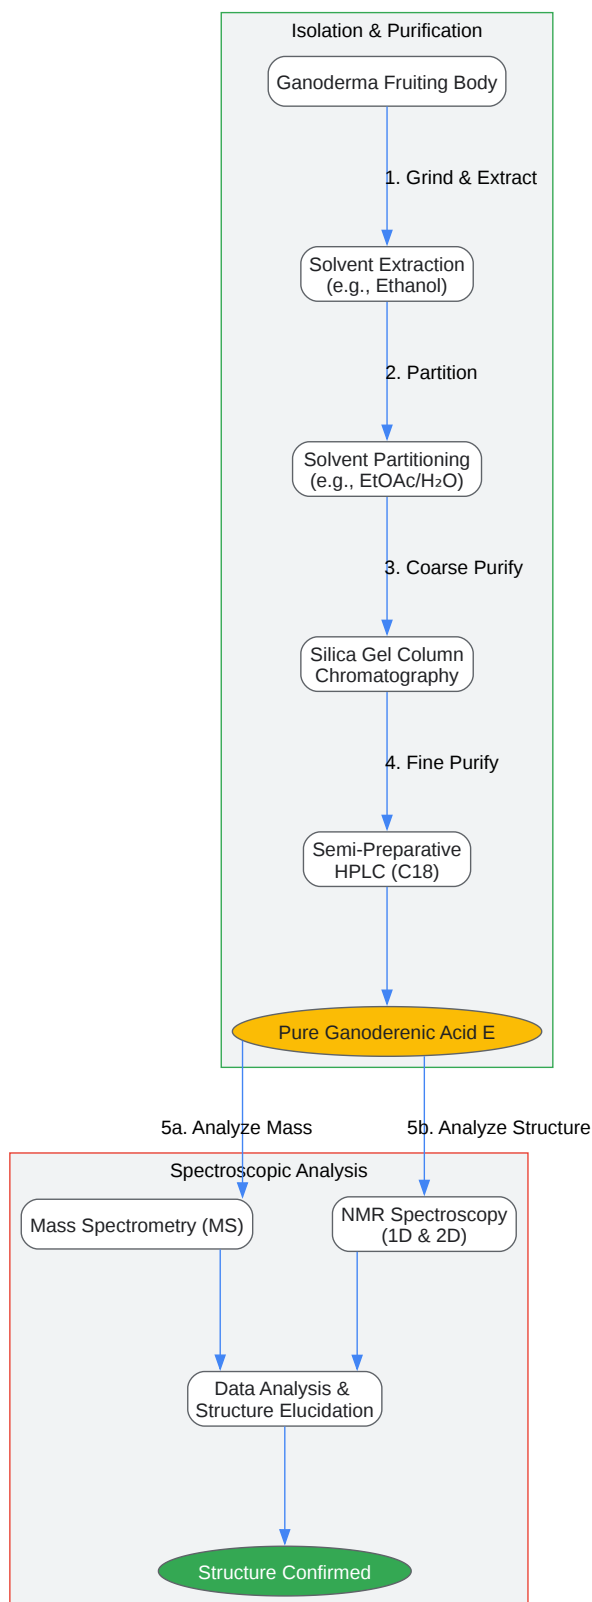 Isolation & Purification
Ganoderma Fruiting Body
1. Grind & Extract
Solvent Extraction
(e.g., Ethanol)
2. Partition
Solvent Partitioning
(e.g., EtOAc/H₂O)
3. Coarse Purify
Silica Gel Column
Chromatography
4. Fine Purify
Semi-Preparative
HPLC (C18)
Pure Ganoderenic Acid E
5a. Analyze Mass
5b. Analyze Structure
Spectroscopic Analysis
Mass Spectrometry (MS)
NMR Spectroscopy
(1D & 2D)
Data Analysis &
Structure Elucidation
Structure Confirmed